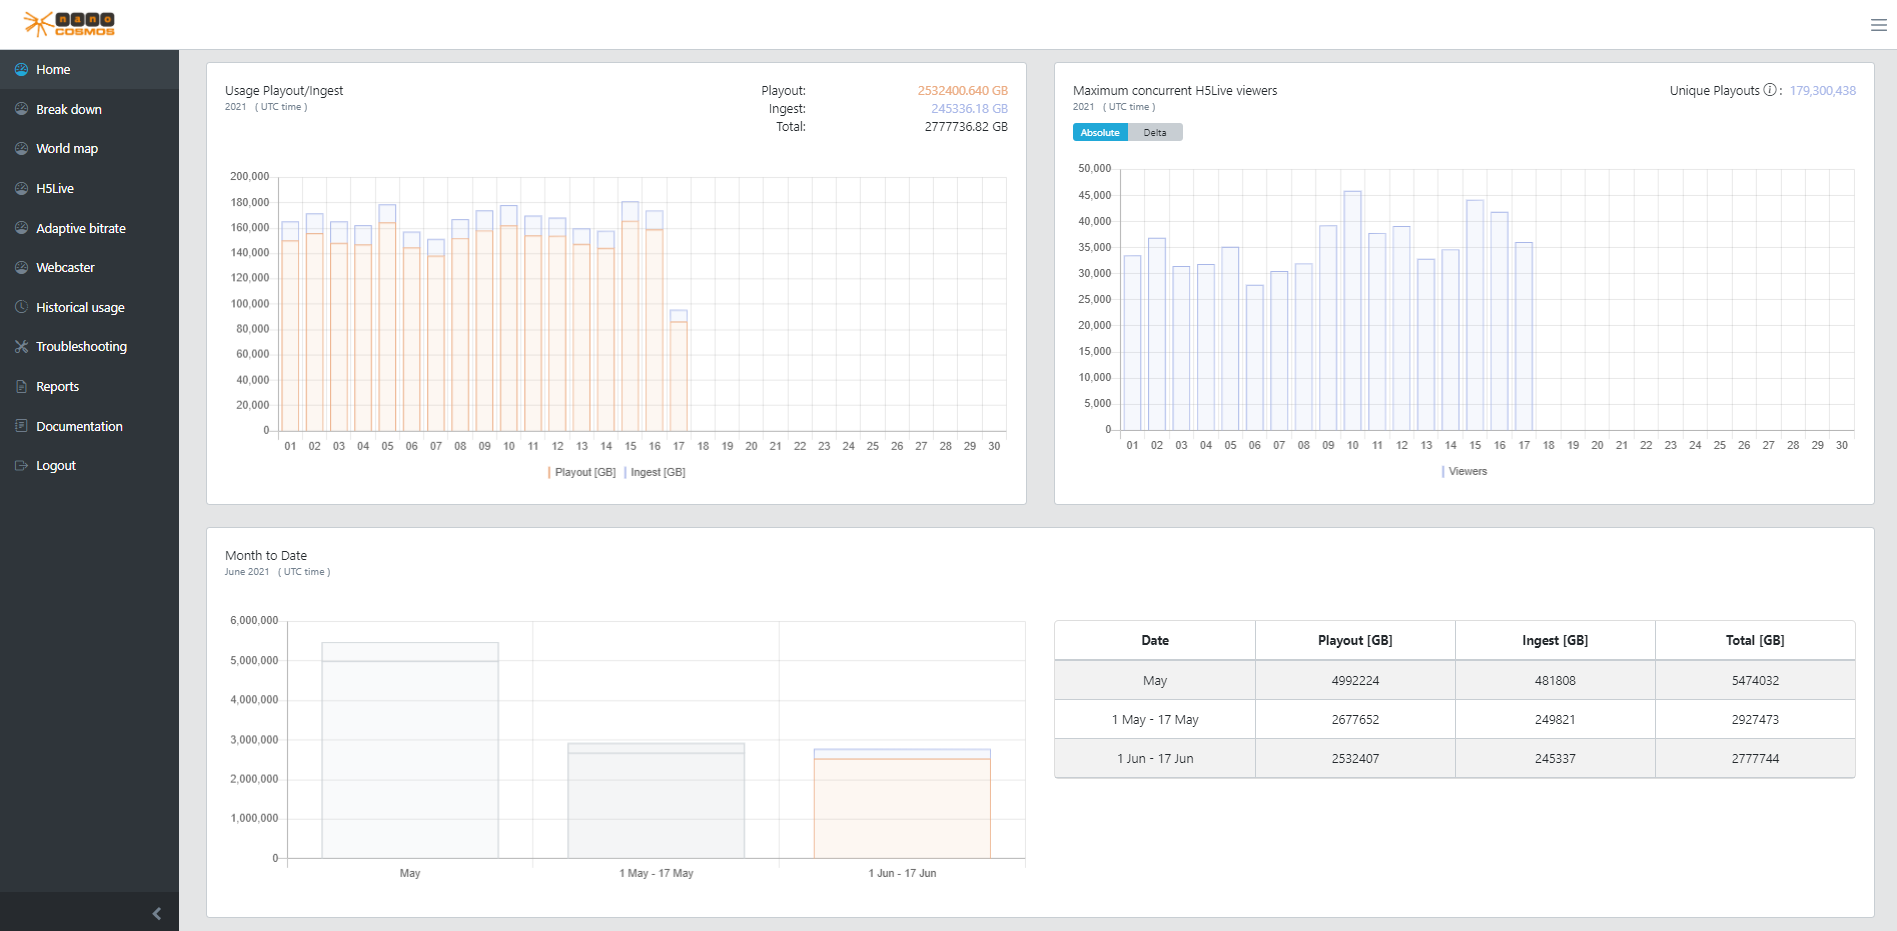 nano
COSMOS
Home
Break down
World map
H5Live
Adaptive bitrate
Webcaster
Historical usage
Troubleshooting
Reports
Documentation
Logout
Usage Playout/Ingest
2021 ( UTC time )
Playout: 2532400.640 GB
Ingest: 245336.18 GB
Total: 2777736.82 GB
200,000
180,000
160,000
140,000
120,000
100,000
80,000
60,000
40,000
20,000
0
01 02 03 04 05 06 07 08 09 10 11 12 13 14 15 16 17 18 19 20 21 22 23 24 25 26 27 28 29 30
Playout [GB] Ingest [GB]
Maximum concurrent H5Live viewers
2021 ( UTC time )
Unique Playouts i : 179,300,438
Absolute Delta
50,000
45,000
40,000
35,000
30,000
25,000
20,000
15,000
10,000
5,000
0
01 02 03 04 05 06 07 08 09 10 11 12 13 14 15 16 17 18 19 20 21 22 23 24 25 26 27 28 29 30
Viewers
Month to Date
June 2021 ( UTC time )
6,000,000
5,000,000
4,000,000
3,000,000
2,000,000
1,000,000
0
May 1 May - 17 May 1 Jun - 17 Jun
Date Playout [GB] Ingest [GB] Total [GB]
May 4992224 481808 5474032
1 May - 17 May 2677652 249821 2927473
1 Jun - 17 Jun 2532407 245337 2777744